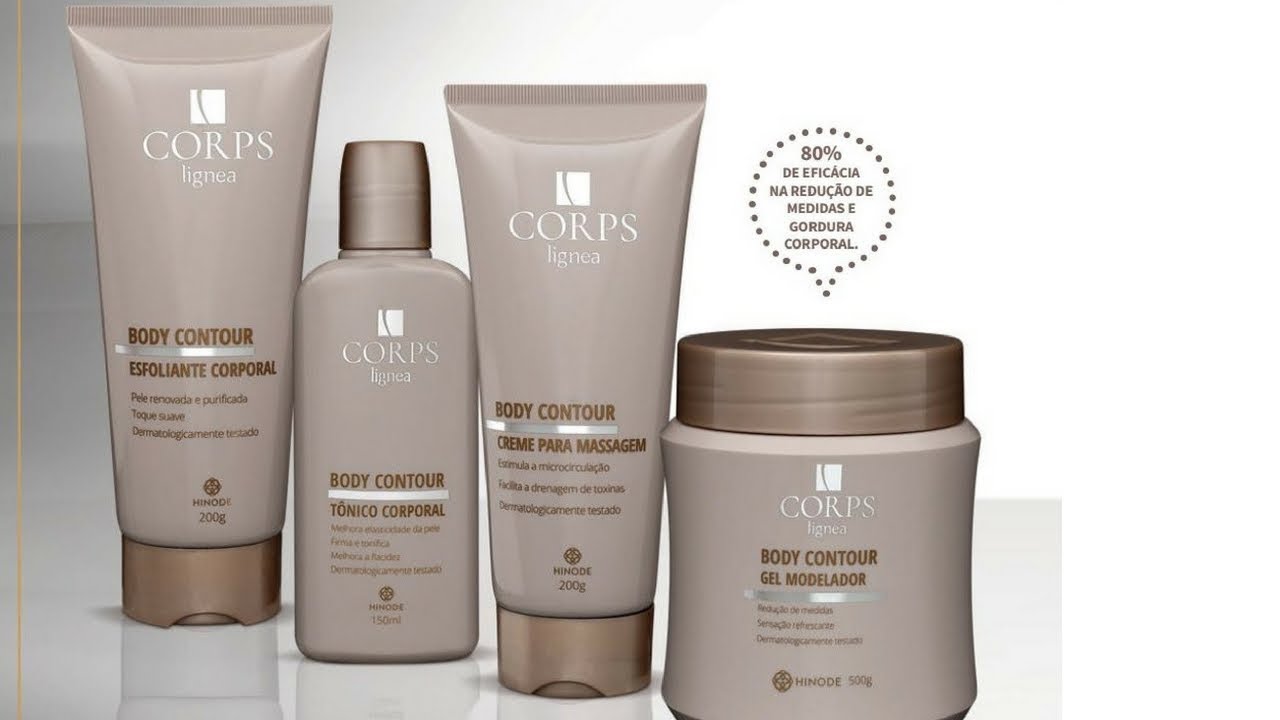 CORPS
lignea
BODY CONTOUR
ESFOLIANTE CORPORAL
Pele renovada e purificada
Toque suave
Dermatologicamente testado
HINODE
200g
CORPS
lignea
BODY CONTOUR
TÔNICO CORPORAL
Melhora elasticidade da pele
Firma e tonifica
Melhora a flacidez
Dermatologicamente testado
HINODE
150ml
CORPS
lignea
BODY CONTOUR
CREME PARA MASSAGEM
Estimula a microcirculação
Facilita a drenagem de toxinas
Dermatologicamente testado
HINODE
200g
80%
DE EFICÁCIA
NA REDUÇÃO DE
MEDIDAS E
GORDURA
CORPORAL.
CORPS
lignea
BODY CONTOUR
GEL MODELADOR
Redução de medidas
Sensação refrescante
Dermatologicamente testado
HINODE 500g